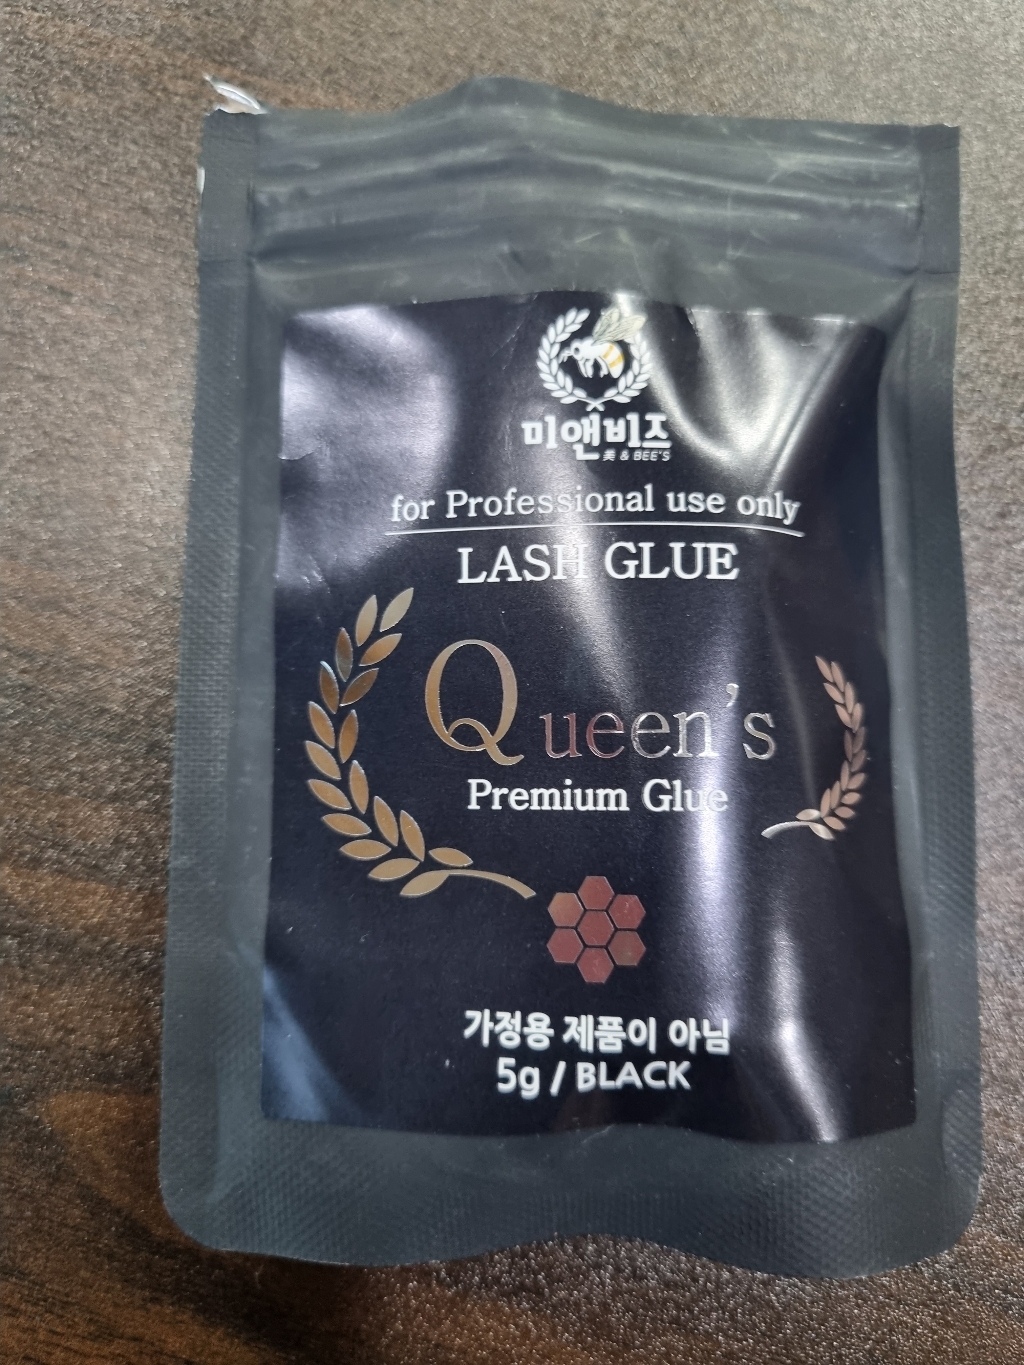 미앤비즈
美 & BEE'S
for Professional use only
LASH GLUE
Queen's
Premium Glue
가정용 제품이 아님
5g / BLACK